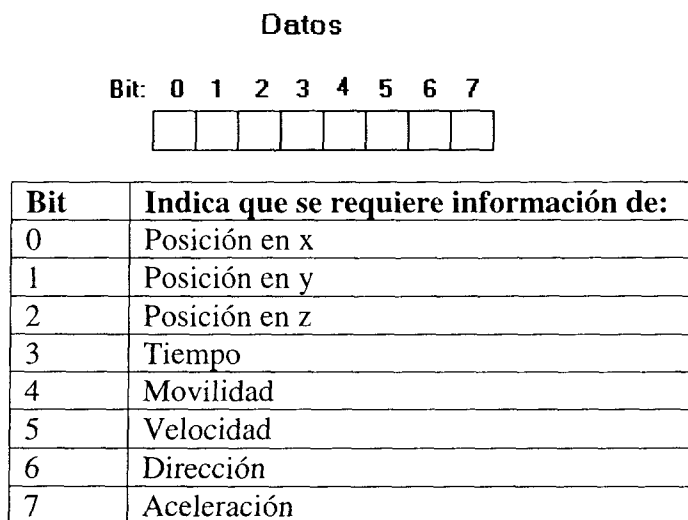 Datos
Bit: 0 1 2 3 4 5 6 7
Bit Indica que se requiere información de:
0 Posición en x
1 Posición en y
2 Posición en z
3 Tiempo
4 Movilidad
5 Velocidad
6 Dirección
7 Aceleración